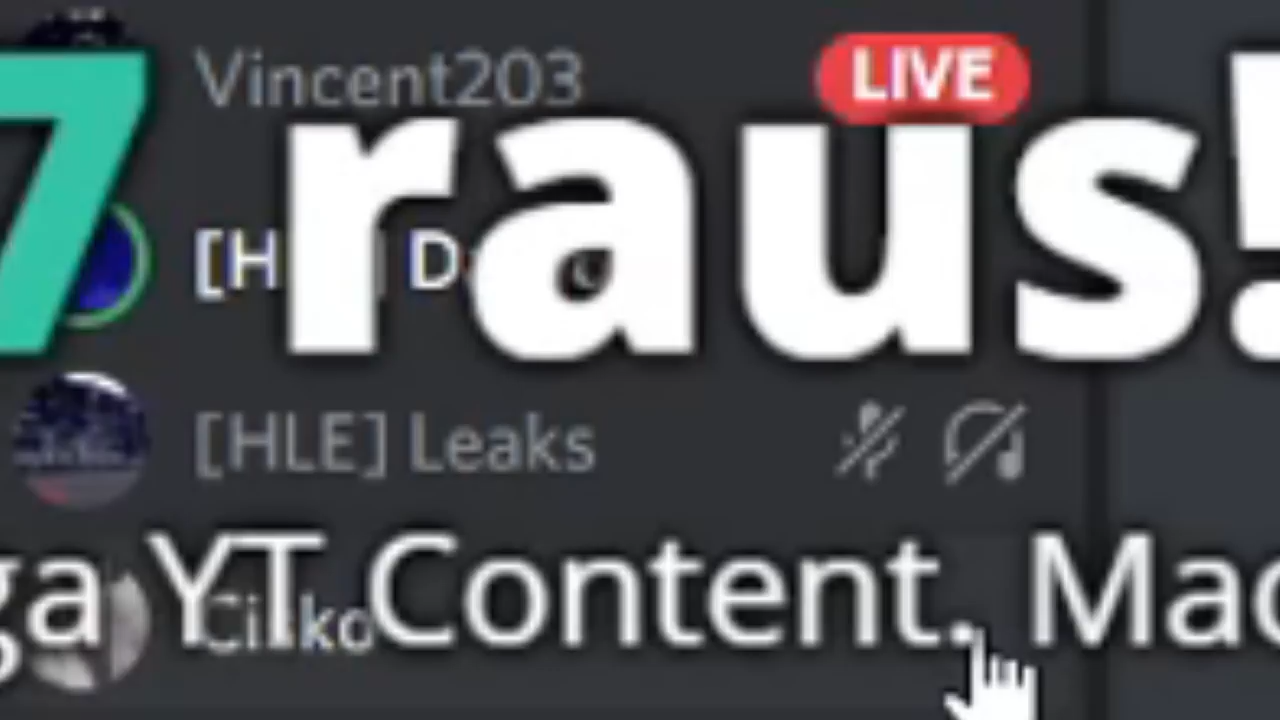 Vincent203 LIVE
7 raus!
[HLE] Leaks
ga YT Content. Mac